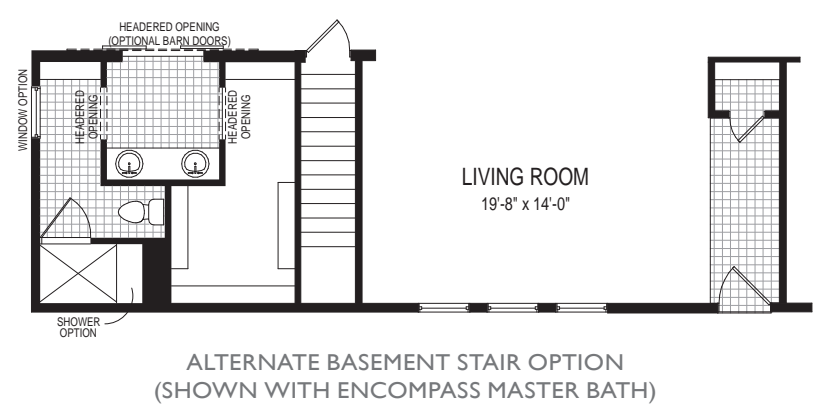 HEADERED OPENING
(OPTIONAL BARN DOORS)
WINDOW OPTION
HEADERED
OPENING
HEADERED
OPENING
LIVING ROOM
19'-8" x 14'-0"
SHOWER
OPTION
ALTERNATE BASEMENT STAIR OPTION
(SHOWN WITH ENCOMPASS MASTER BATH)